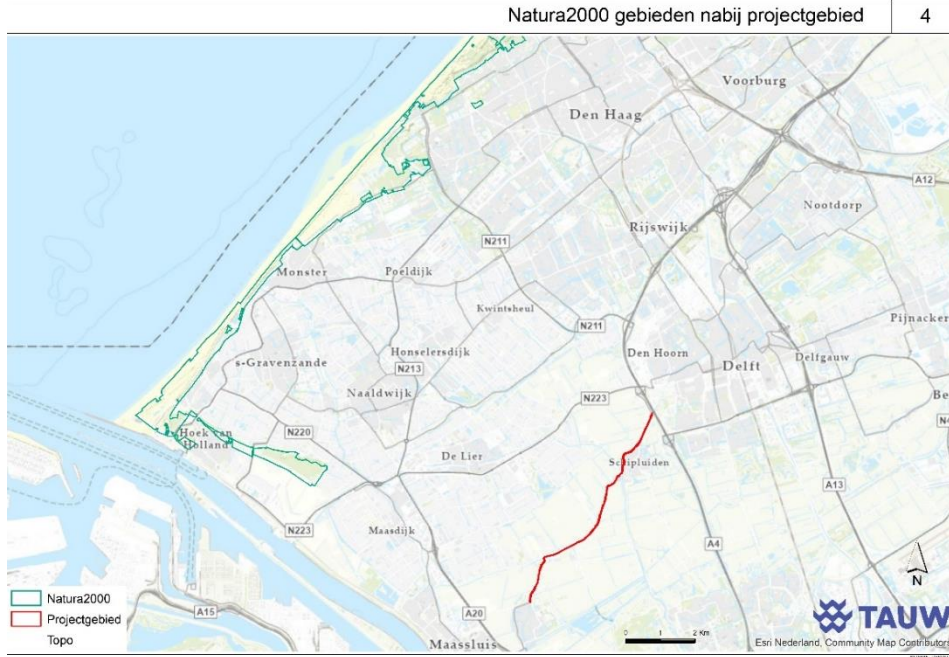 Natura2000 gebieden nabij projectgebied 4
Voorburg
Den Haag
A12
Nootdorp
Rijswijk
N211
Monster
Poeldijk
Kwintsheul
N211
Pijnacker
Den Hoorn
Honselersdijk
Delft
Delfgauw
s-Gravenzande
N213
Naaldwijk
N223
Be
N4
Hoek van
Holland
N220
De Lier
Schipluiden
A13
N223
Maasdijk
A4
N
Natura2000
Projectgebied
Topo
A15
A20
Maassluis
0 1 2 Km
TAUW
Esri Nederland, Community Map Contributors